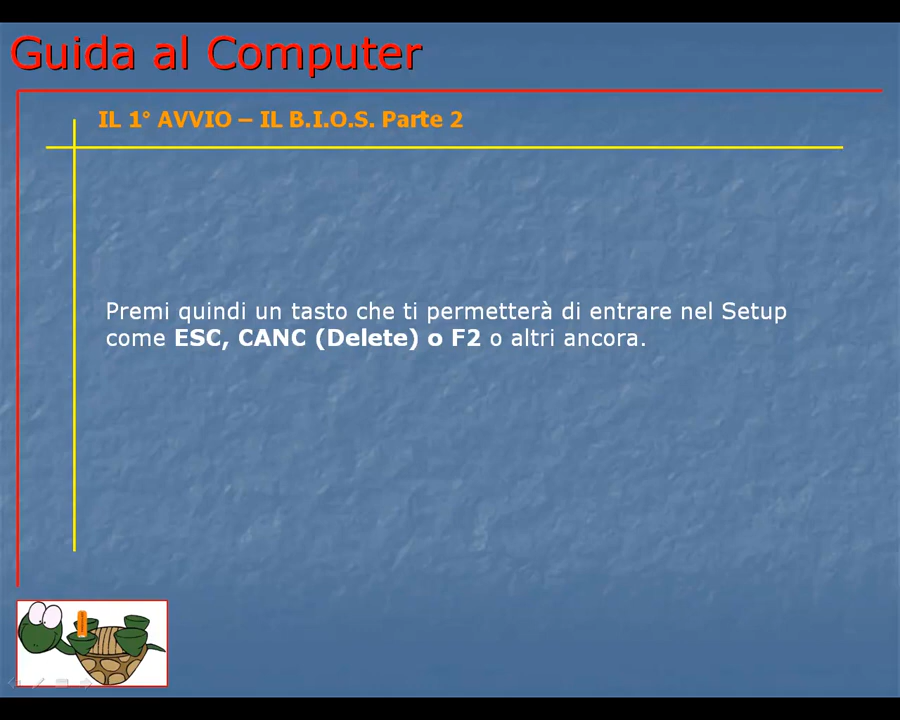 Guida al Computer
IL 1° AVVIO – IL B.I.O.S. Parte 2
Premi quindi un tasto che ti permetterà di entrare nel Setup
come ESC, CANC (Delete) o F2 o altri ancora.